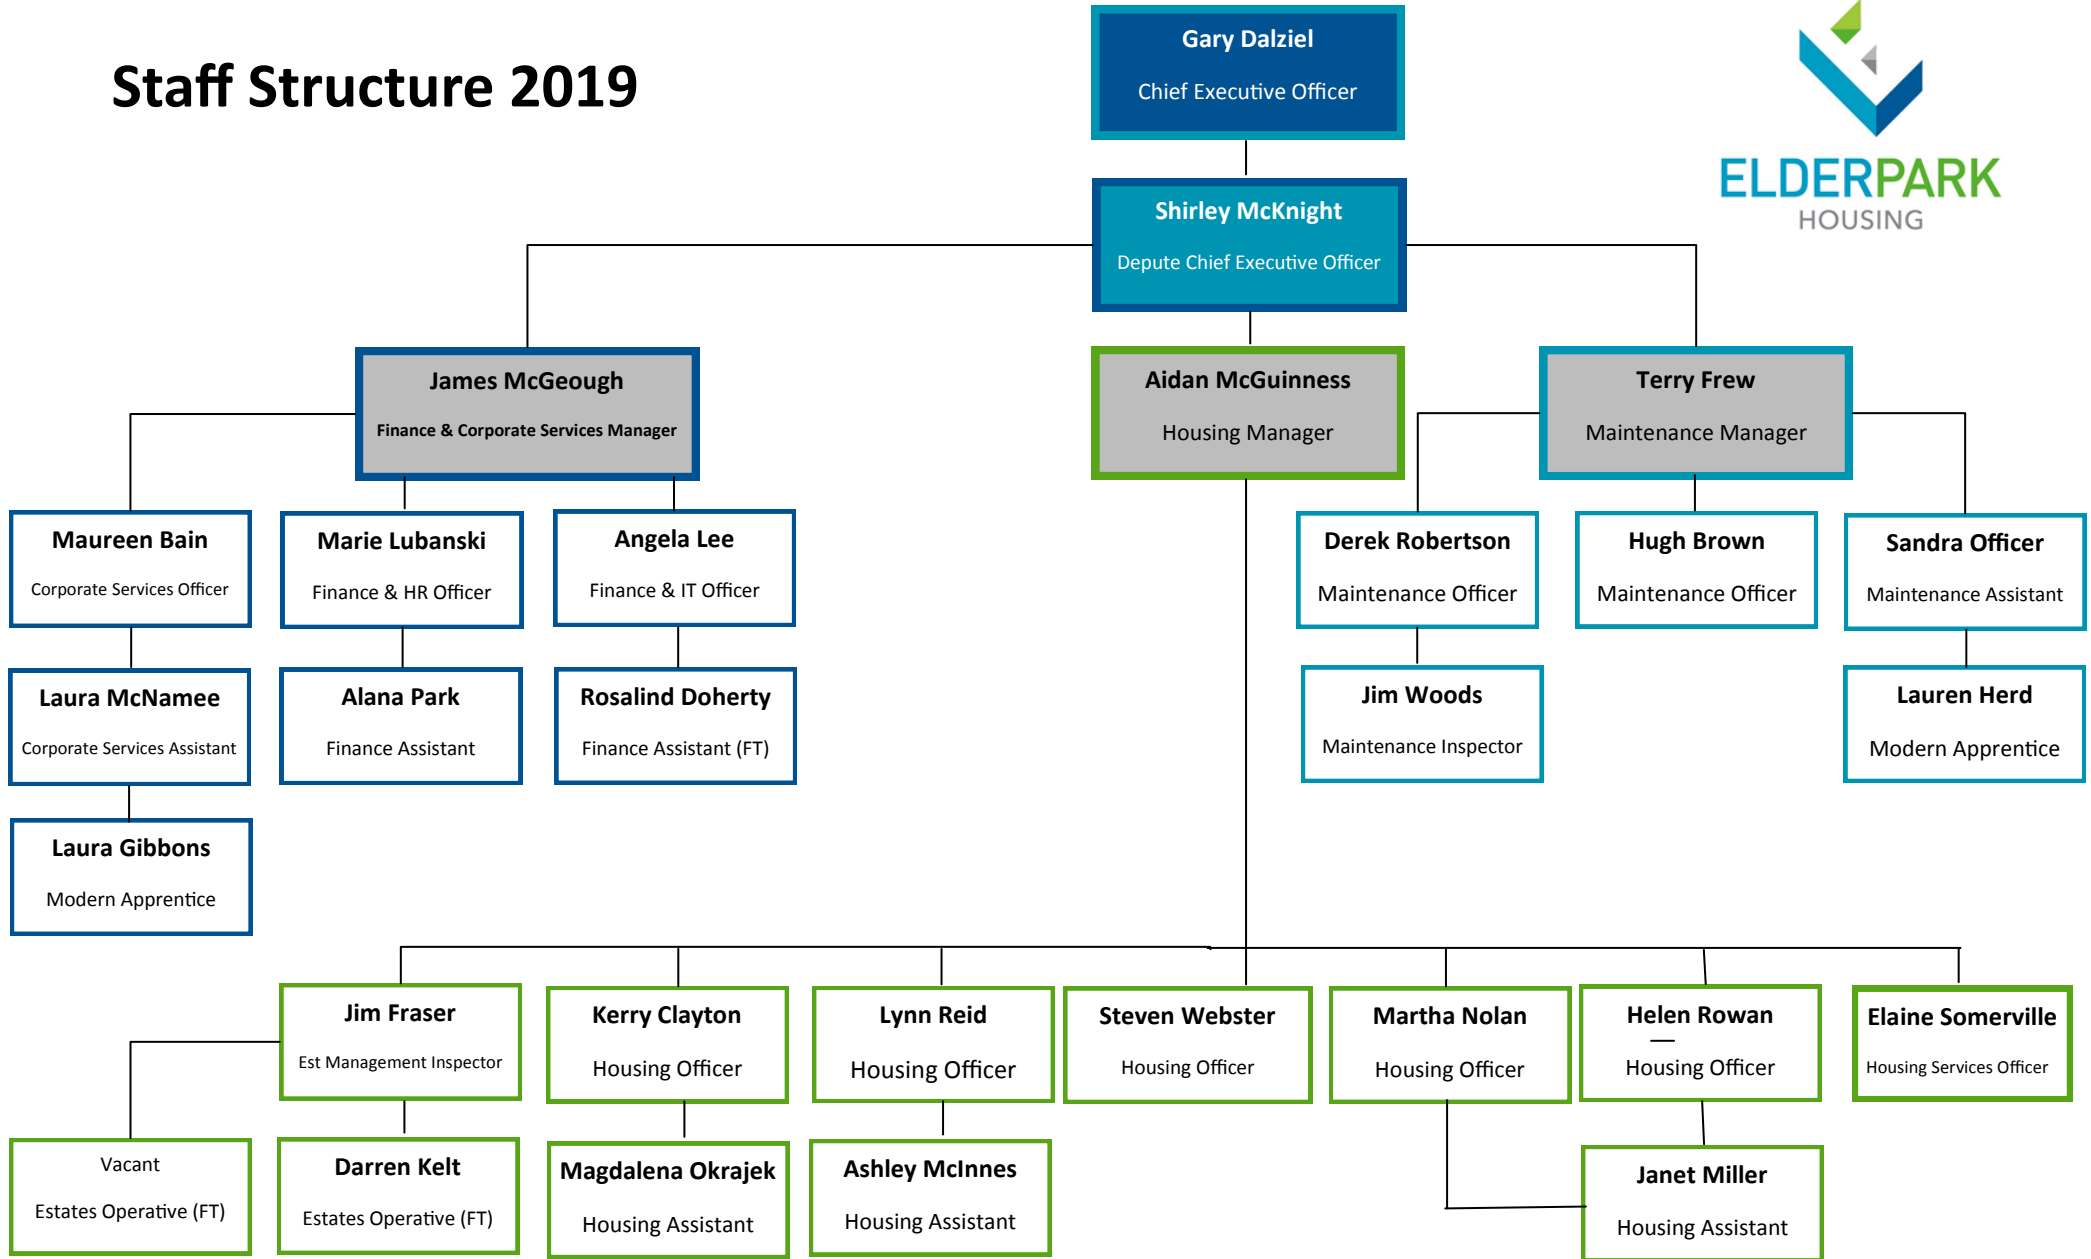 Staff Structure 2019
Gary Dalziel
Chief Executive Officer
ELDERPARK
HOUSING
Shirley McKnight
Depute Chief Executive Officer
James McGeough
Finance & Corporate Services Manager
Aidan McGuinness
Housing Manager
Terry Frew
Maintenance Manager
Maureen Bain
Corporate Services Officer
Marie Lubanski
Finance & HR Officer
Angela Lee
Finance & IT Officer
Derek Robertson
Maintenance Officer
Hugh Brown
Maintenance Officer
Sandra Officer
Maintenance Assistant
Laura McNamee
Corporate Services Assistant
Alana Park
Finance Assistant
Rosalind Doherty
Finance Assistant (FT)
Jim Woods
Maintenance Inspector
Lauren Herd
Modern Apprentice
Laura Gibbons
Modern Apprentice
Jim Fraser
Est Management Inspector
Kerry Clayton
Housing Officer
Lynn Reid
Housing Officer
Steven Webster
Housing Officer
Martha Nolan
Housing Officer
Helen Rowan
Housing Officer
Elaine Somerville
Housing Services Officer
Vacant
Estates Operative (FT)
Darren Kelt
Estates Operative (FT)
Magdalena Okrajek
Housing Assistant
Ashley McInnes
Housing Assistant
Janet Miller
Housing Assistant